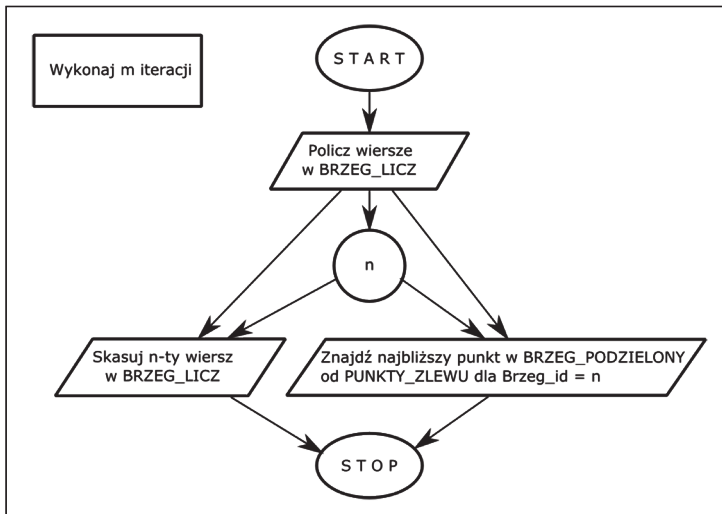 START
Wykonaj m iteracji
Policz wiersze
w BRZEG_LICZ
n
Skasuj n-ty wiersz
w BRZEG_LICZ
Znajdź najbliższy punkt w BRZEG_PODZIELONY
od PUNKTY_ZLEWU dla Brzeg_id = n
STOP